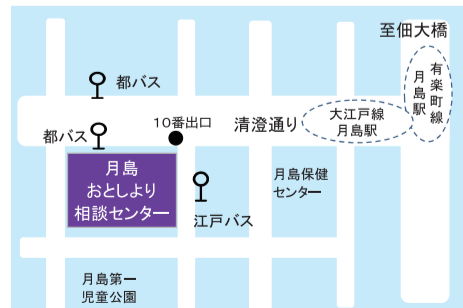 至佃大橋
有楽町線
月島駅
都バス
10番出口
清澄通り
大江戸線
月島駅
都バス
月島
おとしより
相談センター
月島保健
センター
江戸バス
月島第一
児童公園